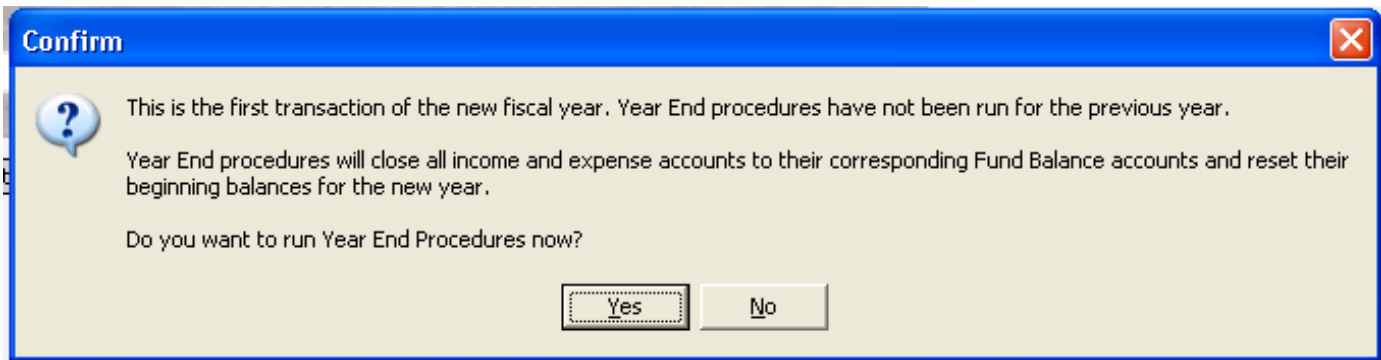 Confirm
This is the first transaction of the new fiscal year. Year End procedures have not been run for the previous year.
Year End procedures will close all income and expense accounts to their corresponding Fund Balance accounts and reset their
beginning balances for the new year.
Do you want to run Year End Procedures now?
Yes No